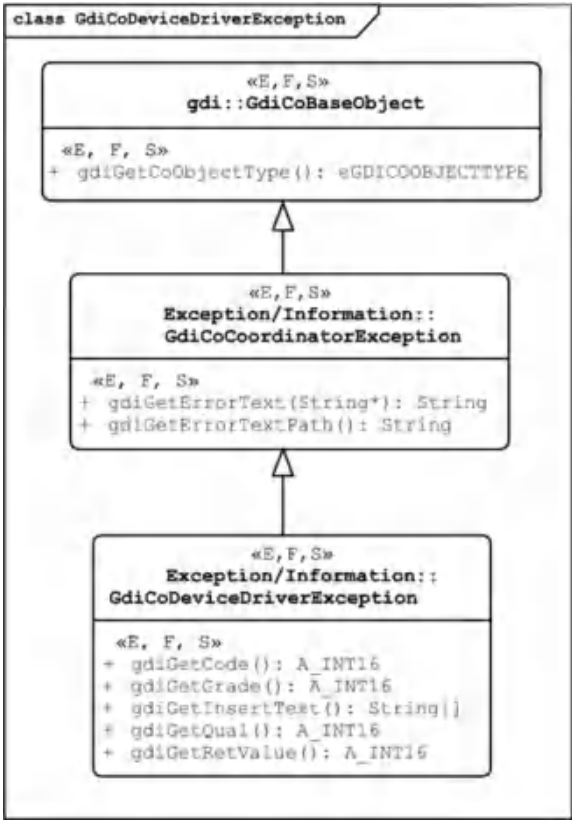 class GdiCoDeviceDriverException
«E,F,S»
gdi::GdiCoBaseObject
«E, F, S»
+ gdiGetCoObjectType(): eGDICOOBJECTTYPE
«E,F,S»
Exception/Information::
GdiCoCoordinatorException
«E, F, S»
+ gdiGetErrorText(String*): String
+ gdiGetErrorTextPath(): String
«E,F,S»
Exception/Information::
GdiCoDeviceDriverException
«E, F, S»
+ gdiGetCode(): A_INT16
+ gdiGetGrade(): A_INT16
+ gdiGetInsertText(): String[]
+ gdiGetQual(): A_INT16
+ gdiGetRetValue(): A_INT16